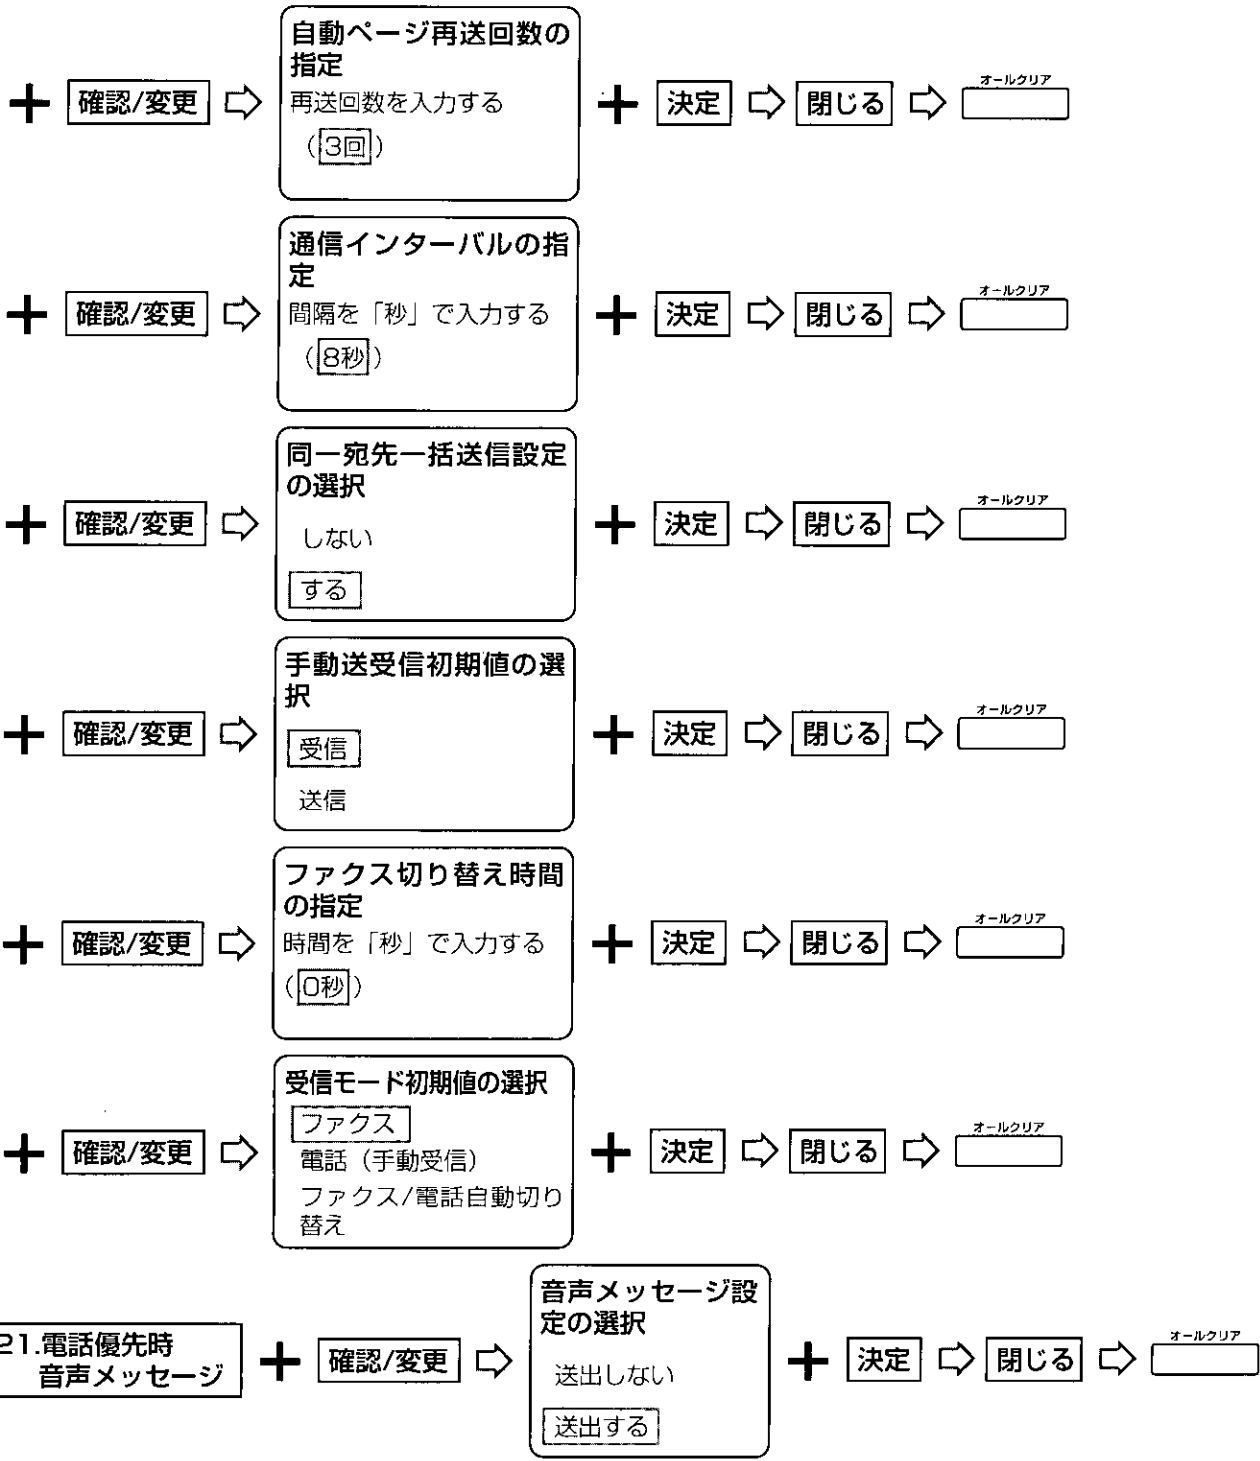 自動ページ再送回数の
指定
再送回数を入力する
（3回）
確認/変更
決定
閉じる
オールクリア
通信インターバルの指
定
間隔を「秒」で入力する
（8秒）
確認/変更
決定
閉じる
オールクリア
同一宛先一括送信設定
の選択
しない
する
確認/変更
決定
閉じる
オールクリア
手動送受信初期値の選
択
受信
送信
確認/変更
決定
閉じる
オールクリア
ファクス切り替え時間
の指定
時間を「秒」で入力する
（0秒）
確認/変更
決定
閉じる
オールクリア
受信モード初期値の選択
ファクス
電話（手動受信）
ファクス/電話自動切り
替え
確認/変更
決定
閉じる
オールクリア
21.電話優先時
音声メッセージ
確認/変更
音声メッセージ設
定の選択
送出しない
送出する
決定
閉じる
オールクリア